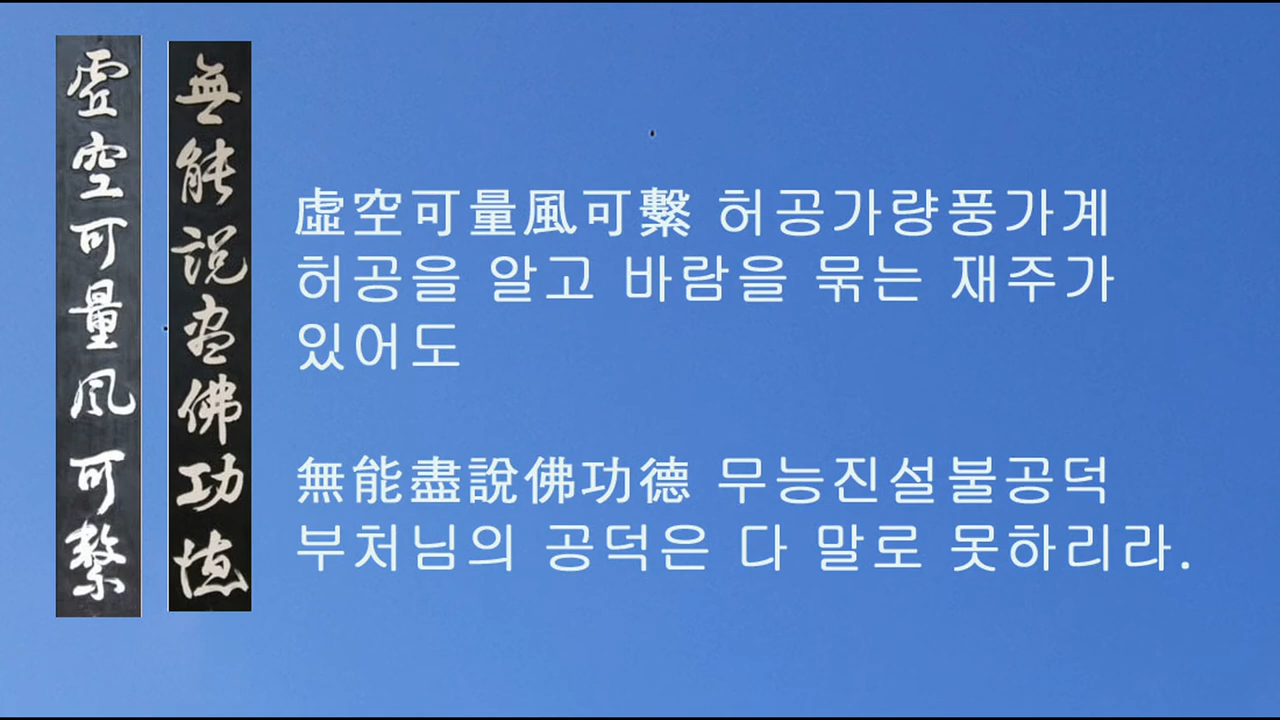 虛空可量風可繫
無能説盡佛功德
虛空可量風可繫 허공가량풍가계
허공을 알고 바람을 묶는 재주가
있어도
無能盡說佛功德 무능진설불공덕
부처님의 공덕은 다 말로 못하리라.